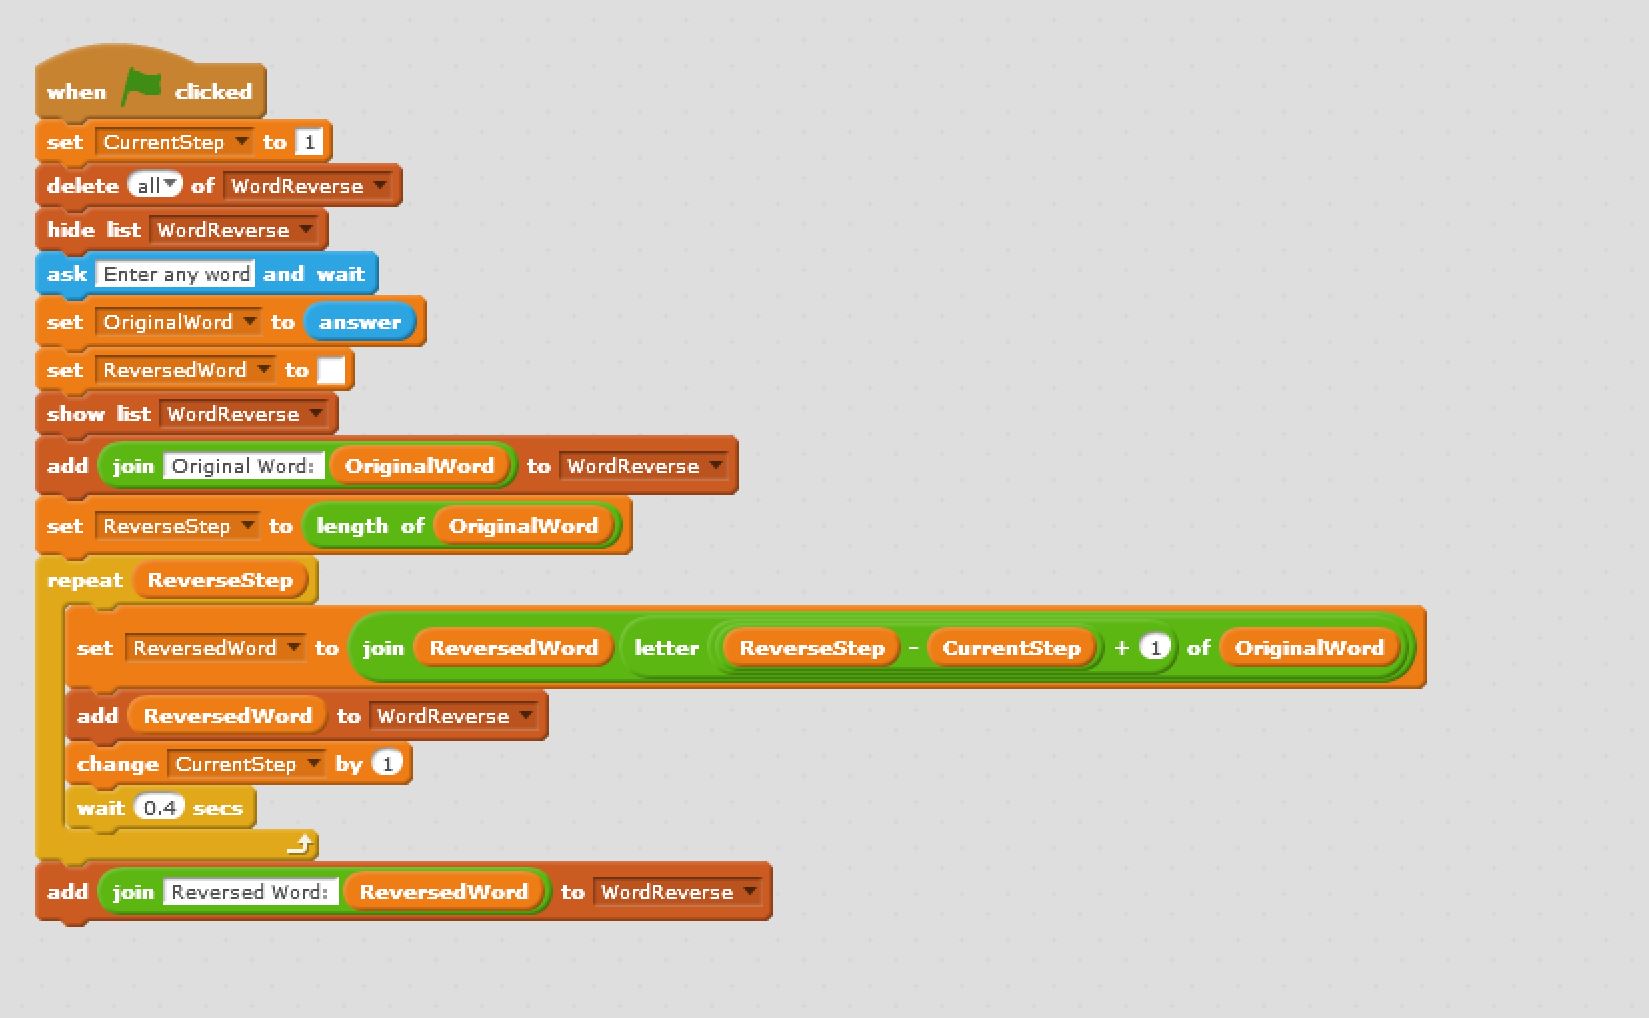 when clicked
set CurrentStep to 1
delete all of WordReverse
hide list WordReverse
ask Enter any word and wait
set OriginalWord to answer
set ReversedWord to
show list WordReverse
add join Original Word: OriginalWord to WordReverse
set ReverseStep to length of OriginalWord
repeat ReverseStep
set ReversedWord to join ReversedWord letter ReverseStep - CurrentStep + 1 of OriginalWord
add ReversedWord to WordReverse
change CurrentStep by 1
wait 0.4 secs
add join Reversed Word: ReversedWord to WordReverse